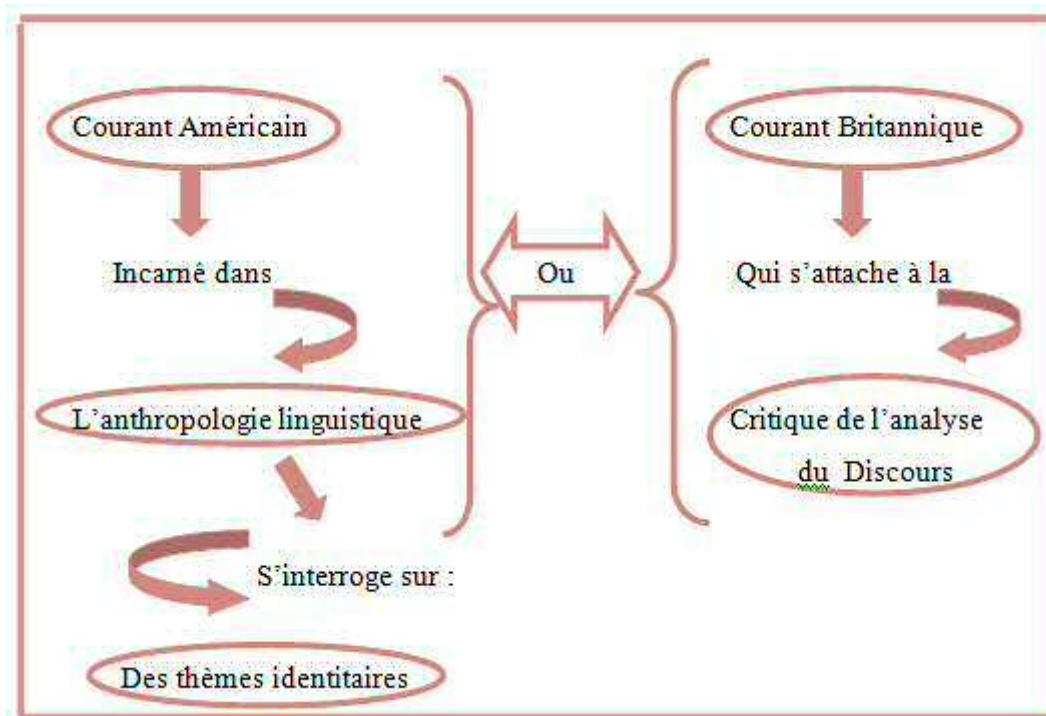 Courant Américain
Incarné dans
L’anthropologie linguistique
S’interroge sur :
Des thèmes identitaires
Ou
Courant Britannique
Qui s’attache à la
Critique de l’analyse
du Discours